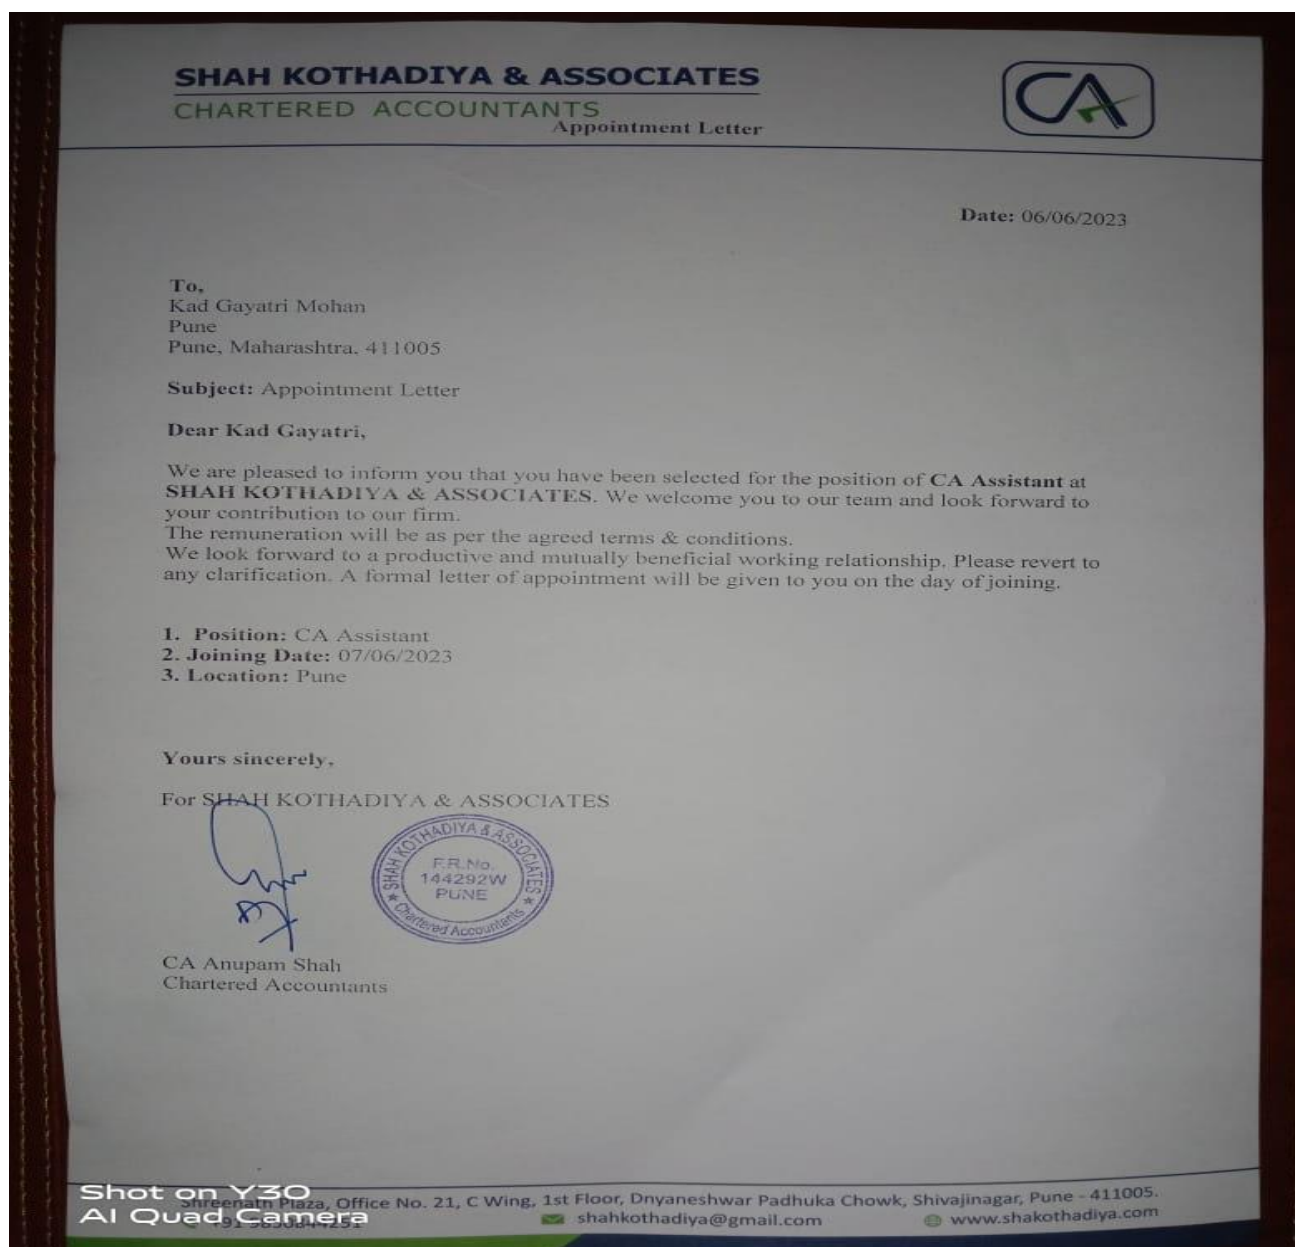 SHAH KOTHADIYA & ASSOCIATES
CHARTERED ACCOUNTANTS
CA
Appointment Letter
Date: 06/06/2023
To,
Kad Gayatri Mohan
Pune
Pune, Maharashtra, 411005
Subject: Appointment Letter
Dear Kad Gayatri,
We are pleased to inform you that you have been selected for the position of CA Assistant at
SHAH KOTHADIYA & ASSOCIATES. We welcome you to our team and look forward to
your contribution to our firm.
The remuneration will be as per the agreed terms & conditions.
We look forward to a productive and mutually beneficial working relationship. Please revert to
any clarification. A formal letter of appointment will be given to you on the day of joining.
1. Position: CA Assistant
2. Joining Date: 07/06/2023
3. Location: Pune
Yours sincerely,
For SHAH KOTHADIYA & ASSOCIATES
SHAH KOTHADIYA & ASSOCIATES
F.R.No.
144292W
PUNE
Chartered Accountants
CA Anupam Shah
Chartered Accountants
Shreenath Plaza, Office No. 21, C Wing, 1st Floor, Dnyaneshwar Padhuka Chowk, Shivajinagar, Pune - 411005.
+91 shahkothadiya@gmail.com www.shakothadiya.com
Shot on Y30
AI Quad Camera